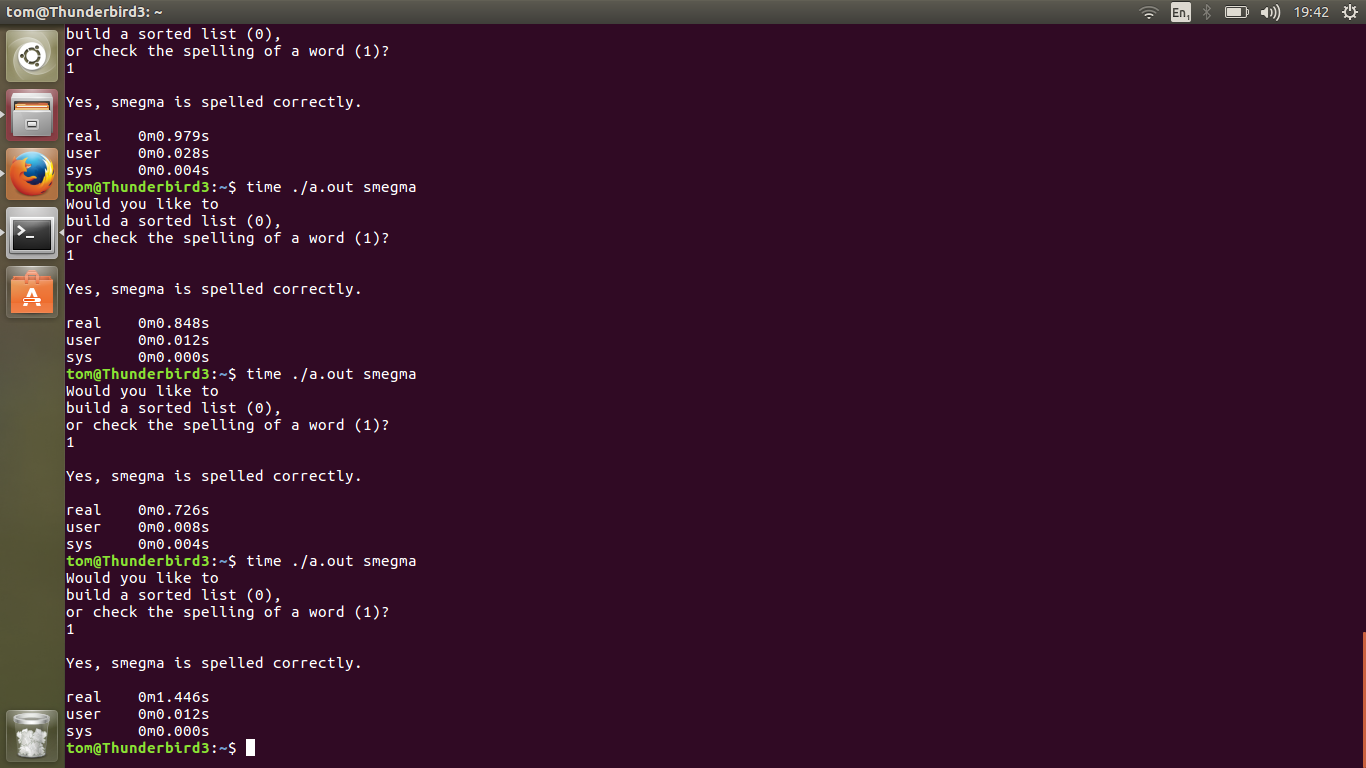 tom@Thunderbird3: ~
En1
19:42
build a sorted list (0),
or check the spelling of a word (1)?
1
Yes, smegma is spelled correctly.
real 0m0.979s
user 0m0.028s
sys 0m0.004s
tom@Thunderbird3:~$ time ./a.out smegma
Would you like to
build a sorted list (0),
or check the spelling of a word (1)?
1
Yes, smegma is spelled correctly.
real 0m0.848s
user 0m0.012s
sys 0m0.000s
tom@Thunderbird3:~$ time ./a.out smegma
Would you like to
build a sorted list (0),
or check the spelling of a word (1)?
1
Yes, smegma is spelled correctly.
real 0m0.726s
user 0m0.008s
sys 0m0.004s
tom@Thunderbird3:~$ time ./a.out smegma
Would you like to
build a sorted list (0),
or check the spelling of a word (1)?
1
Yes, smegma is spelled correctly.
real 0m1.446s
user 0m0.012s
sys 0m0.000s
tom@Thunderbird3:~$